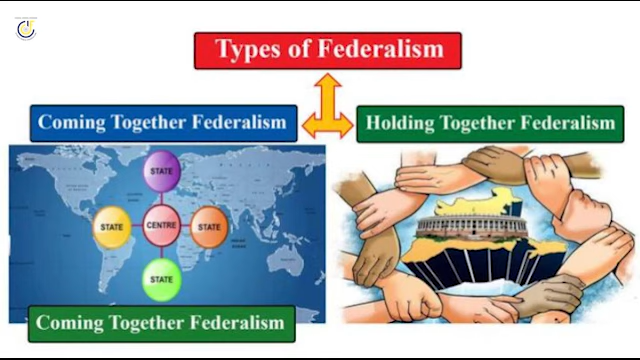 Types of Federalism
Coming Together Federalism
Holding Together Federalism
STATE
STATE
CENTRE
STATE
STATE
Coming Together Federalism